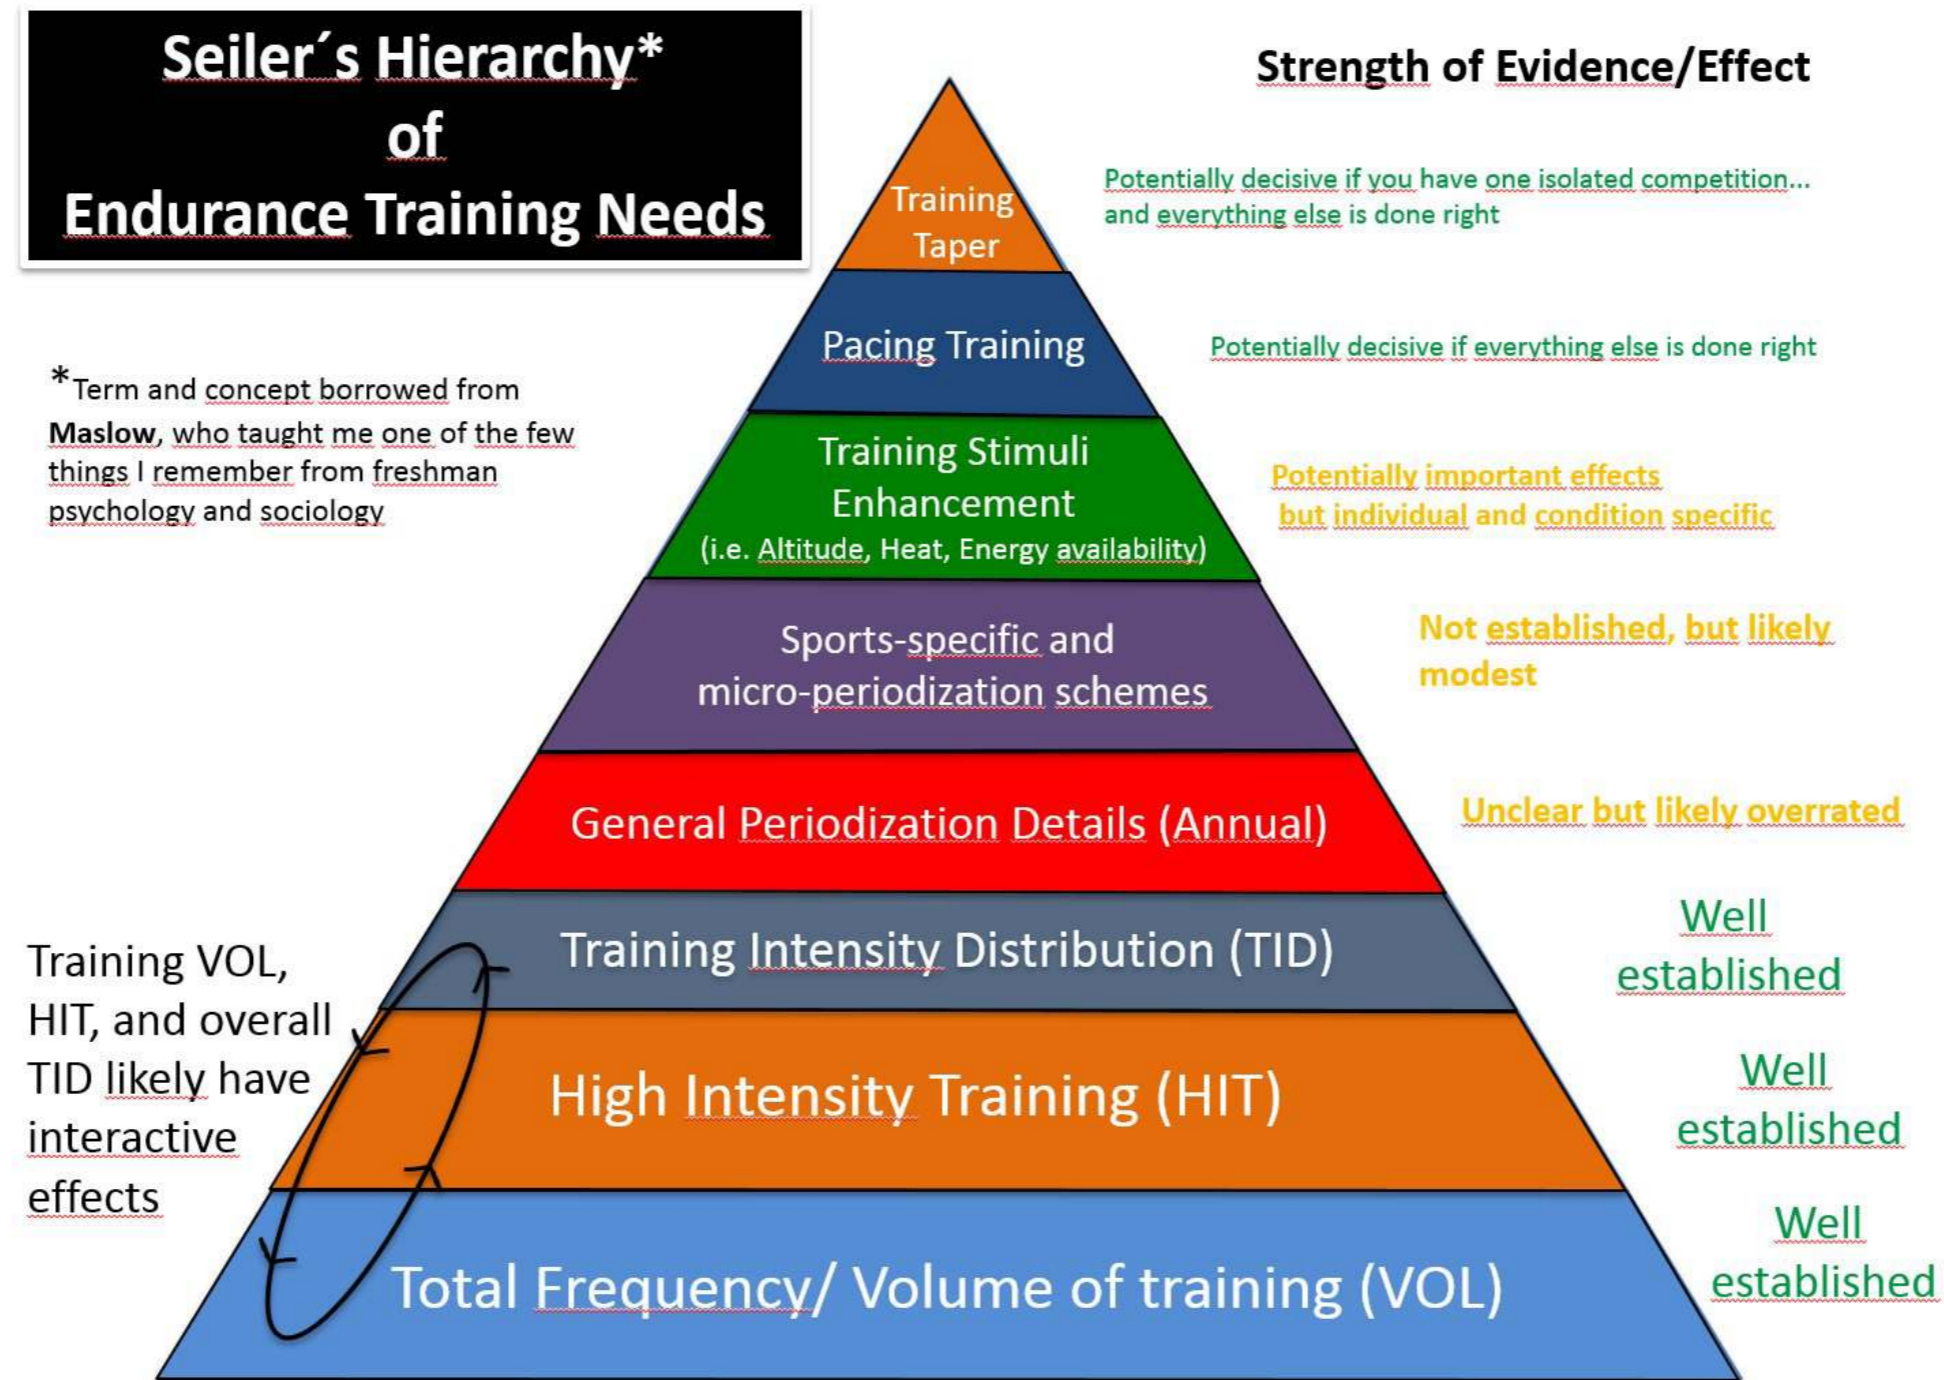 Seiler´s Hierarchy*
of
Endurance Training Needs
Strength of Evidence/Effect
Training
Taper
Potentially decisive if you have one isolated competition...
and everything else is done right
Pacing Training
Potentially decisive if everything else is done right
*Term and concept borrowed from
Maslow, who taught me one of the few
things I remember from freshman
psychology and sociology
Training Stimuli
Enhancement
(i.e. Altitude, Heat, Energy availability)
Potentially important effects
but individual and condition specific
Sports-specific and
micro-periodization schemes
Not established, but likely
modest
General Periodization Details (Annual)
Unclear but likely overrated
Training Intensity Distribution (TID)
Well
established
Training VOL,
HIT, and overall
TID likely have
interactive
effects
High Intensity Training (HIT)
Well
established
Total Frequency/ Volume of training (VOL)
Well
established